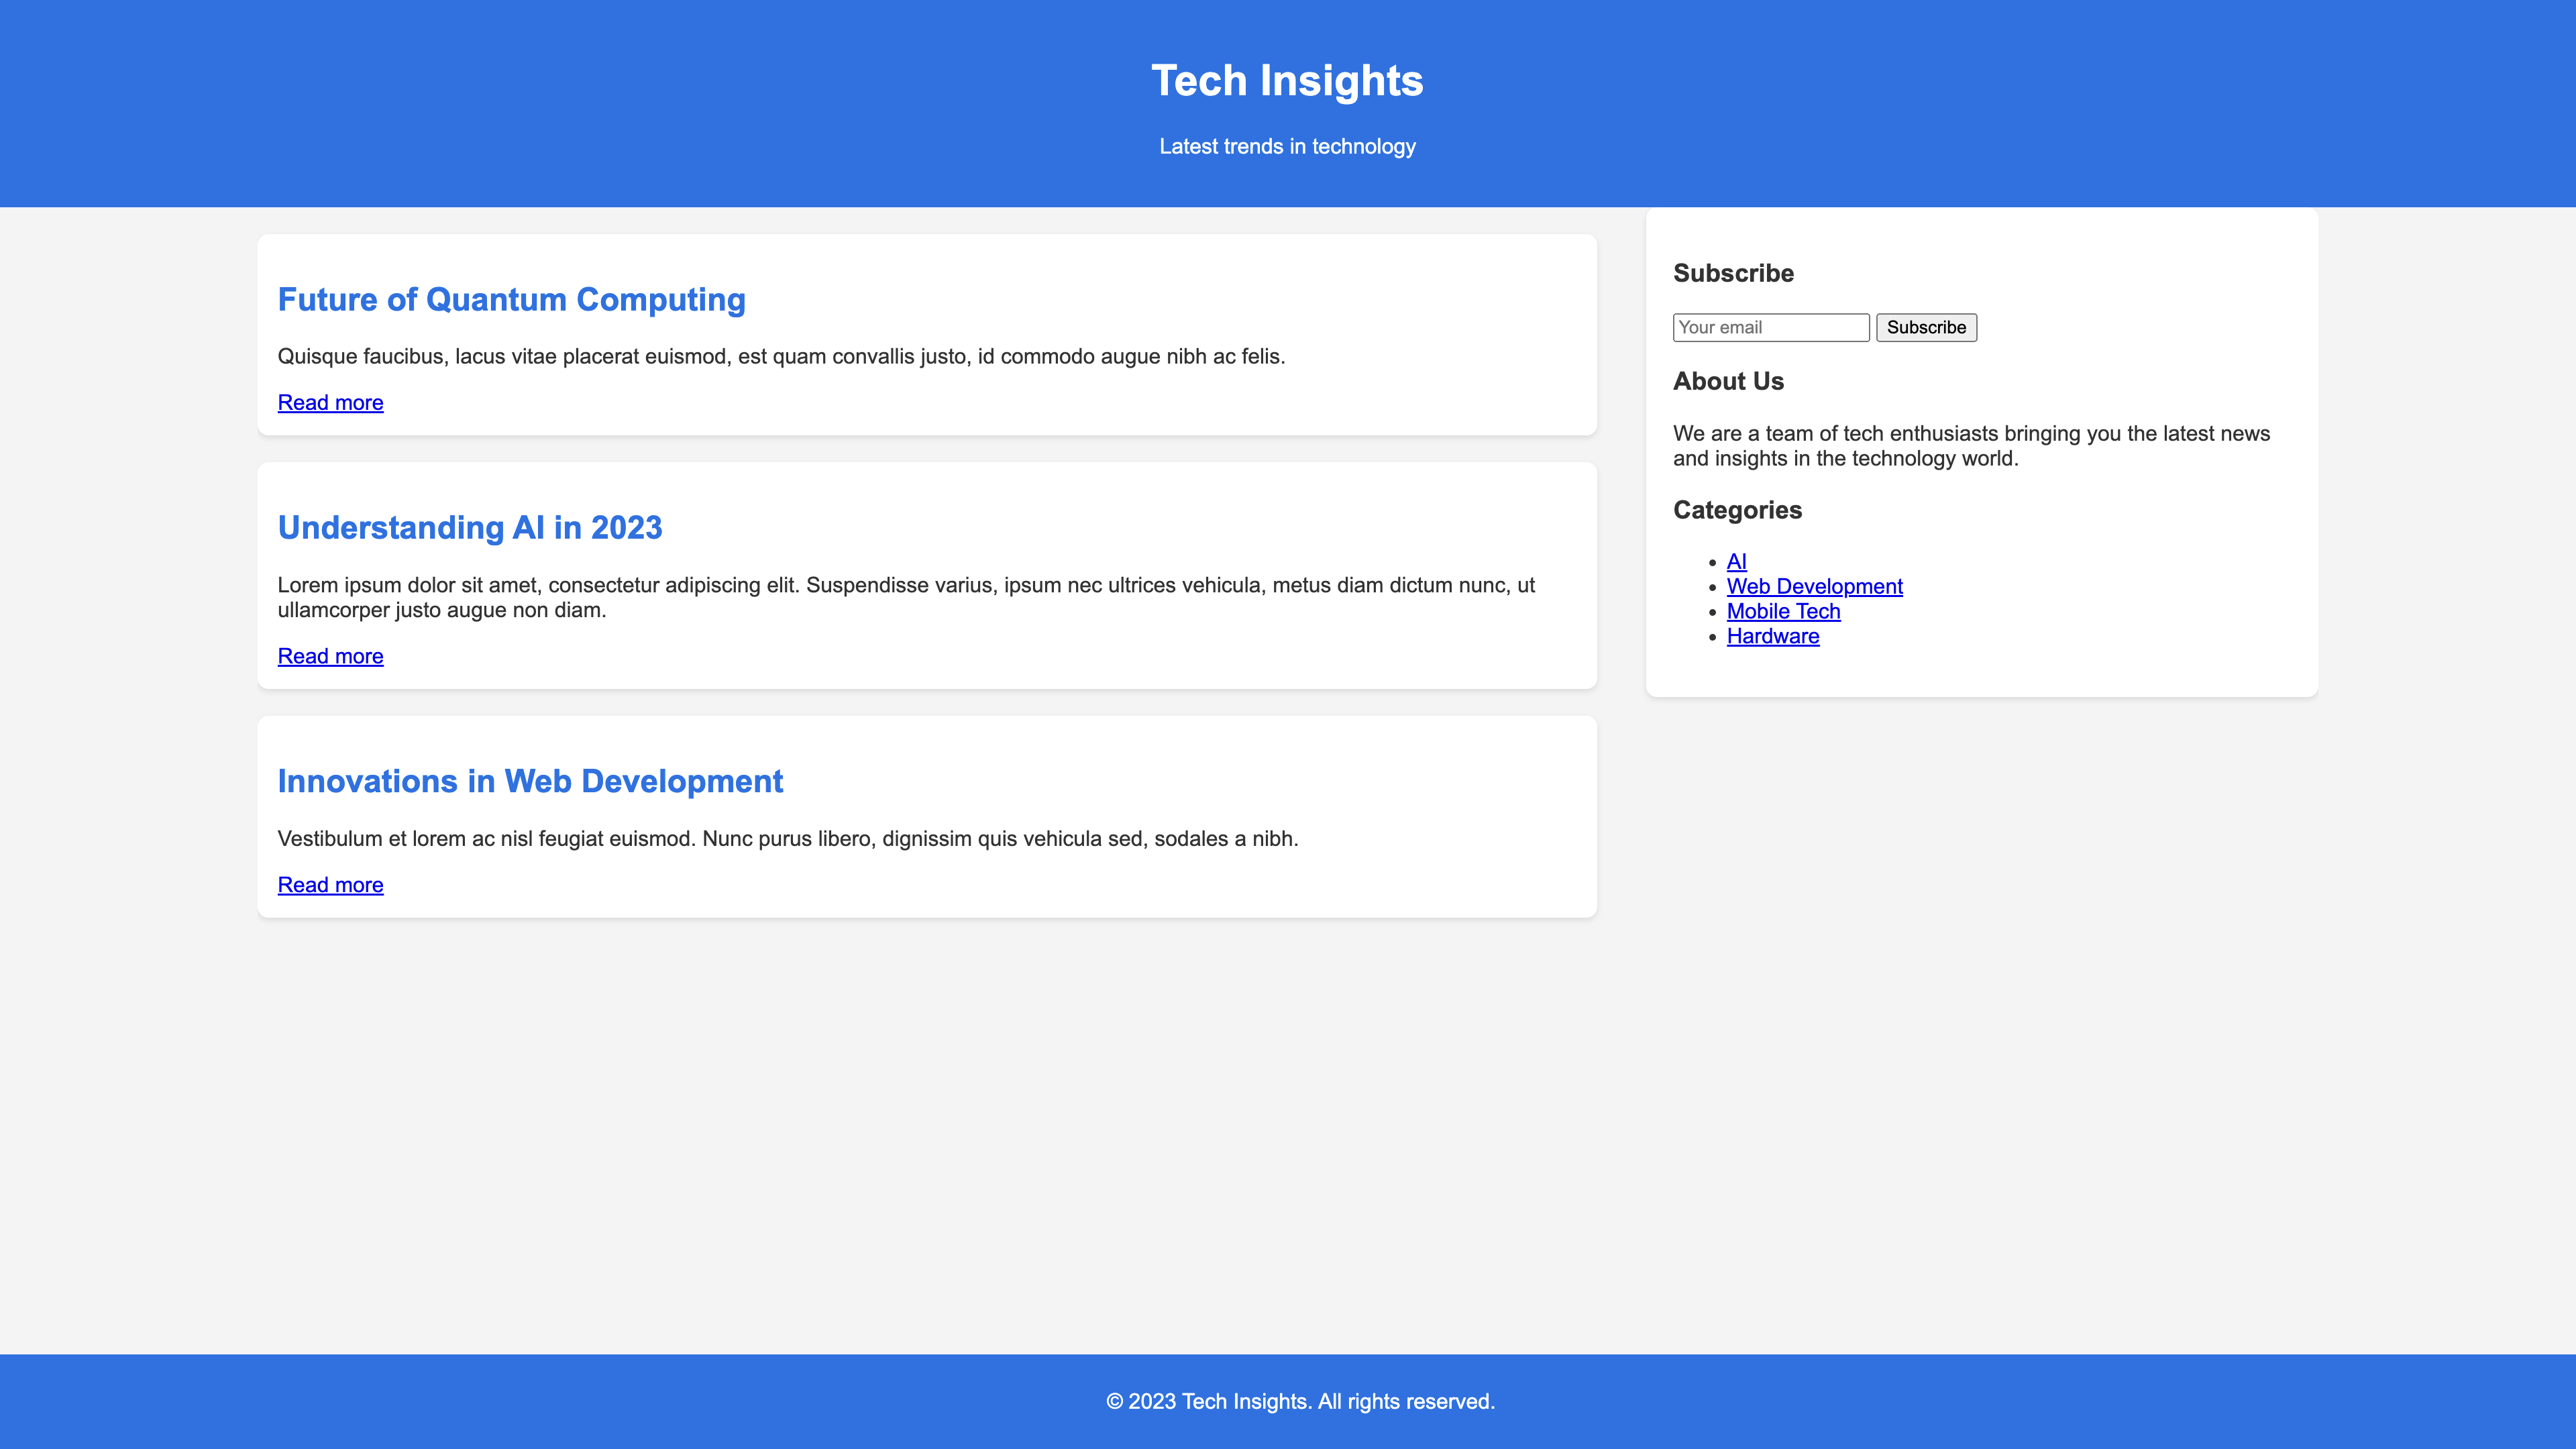 Tech Insights
Latest trends in technology
Future of Quantum Computing
Quisque faucibus, lacus vitae placerat euismod, est quam convallis justo, id commodo augue nibh ac felis.
Read more
Understanding AI in 2023
Lorem ipsum dolor sit amet, consectetur adipiscing elit. Suspendisse varius, ipsum nec ultrices vehicula, metus diam dictum nunc, ut
ullamcorper justo augue non diam.
Read more
Innovations in Web Development
Vestibulum et lorem ac nisl feugiat euismod. Nunc purus libero, dignissim quis vehicula sed, sodales a nibh.
Read more
Subscribe
Your email Subscribe
About Us
We are a team of tech enthusiasts bringing you the latest news
and insights in the technology world.
Categories
• AI
• Web Development
• Mobile Tech
• Hardware
© 2023 Tech Insights. All rights reserved.